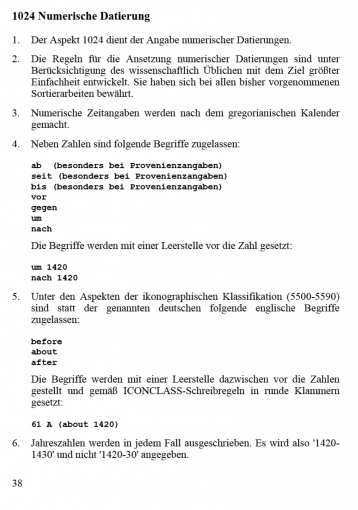 1024 Numerische Datierung
1. Der Aspekt 1024 dient der Angabe numerischer Datierungen.
2. Die Regeln für die Ansetzung numerischer Datierungen sind unter
Berücksichtigung des wissenschaftlich Üblichen mit dem Ziel größter
Einfachheit entwickelt. Sie haben sich bei allen bisher vorgenommenen
Sortierarbeiten bewährt.
3. Numerische Zeitangaben werden nach dem gregorianischen Kalender
gemacht.
4. Neben Zahlen sind folgende Begriffe zugelassen:
ab (besonders bei Provenienzangaben)
seit (besonders bei Provenienzangaben)
bis (besonders bei Provenienzangaben)
vor
gegen
um
nach
Die Begriffe werden mit einer Leerstelle vor die Zahl gesetzt:
um 1420
nach 1420
5. Unter den Aspekten der ikonographischen Klassifikation (5500-5590)
sind statt der genannten deutschen folgende englische Begriffe
zugelassen:
before
about
after
Die Begriffe werden mit einer Leerstelle dazwischen vor die Zahlen
gestellt und gemäß ICONCLASS-Schreibregeln in runde Klammern
gesetzt:
61 A (about 1420)
6. Jahreszahlen werden in jedem Fall ausgeschrieben. Es wird also '1420-
1430' und nicht '1420-30' angegeben.
38